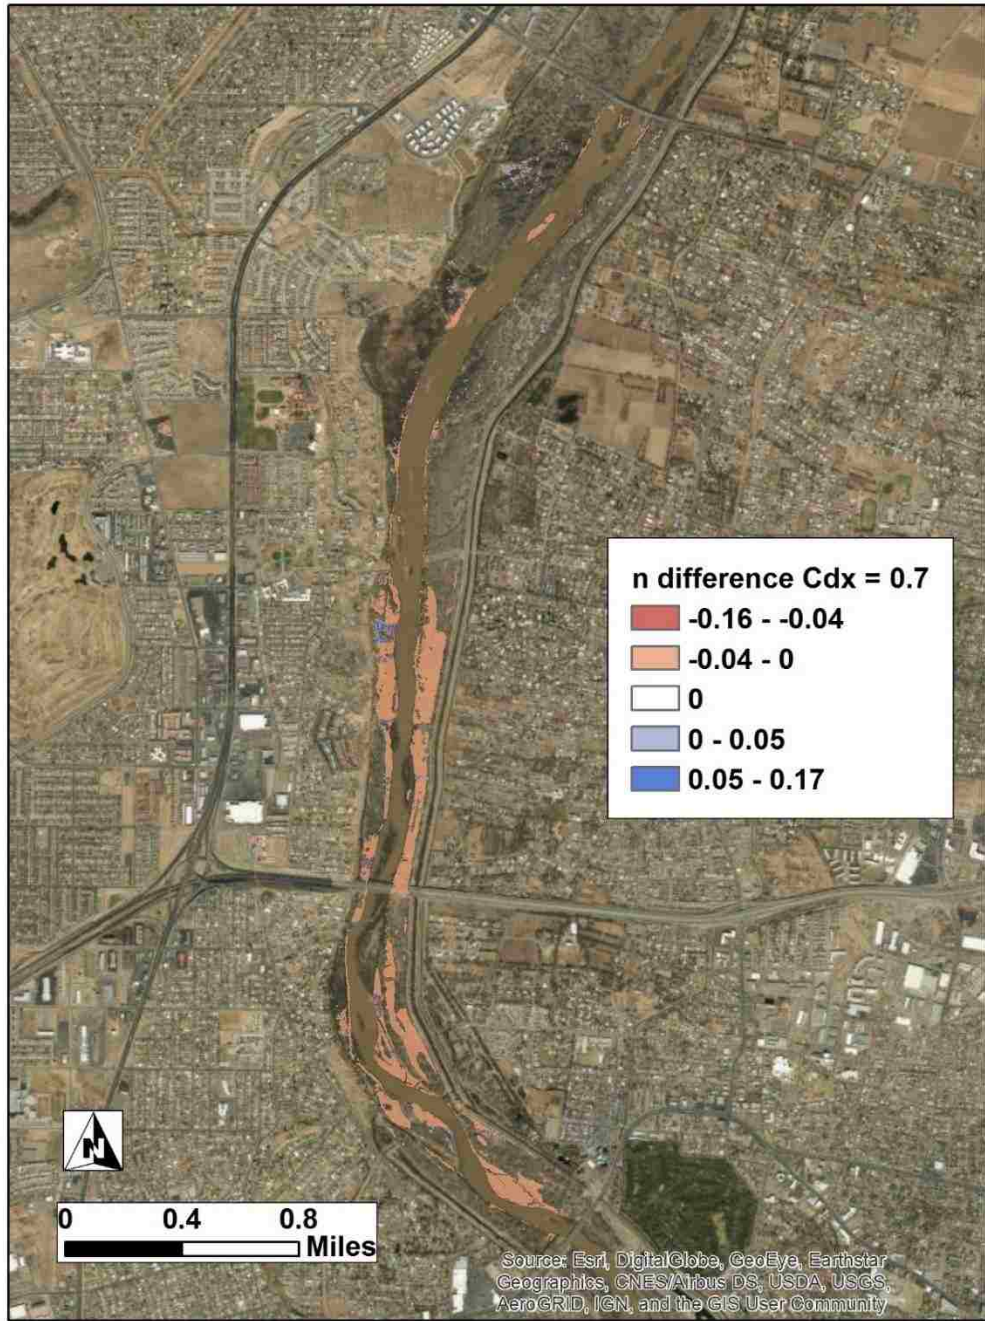 n difference Cdx = 0.7
-0.16 - -0.04
-0.04 - 0
0
0 - 0.05
0.05 - 0.17
N
0 0.4 0.8
Miles
Source: Esri, DigitalGlobe, GeoEye, Earthstar
Geographics, CNES/Airbus DS, USDA, USGS,
AeroGRID, IGN, and the GIS User Community